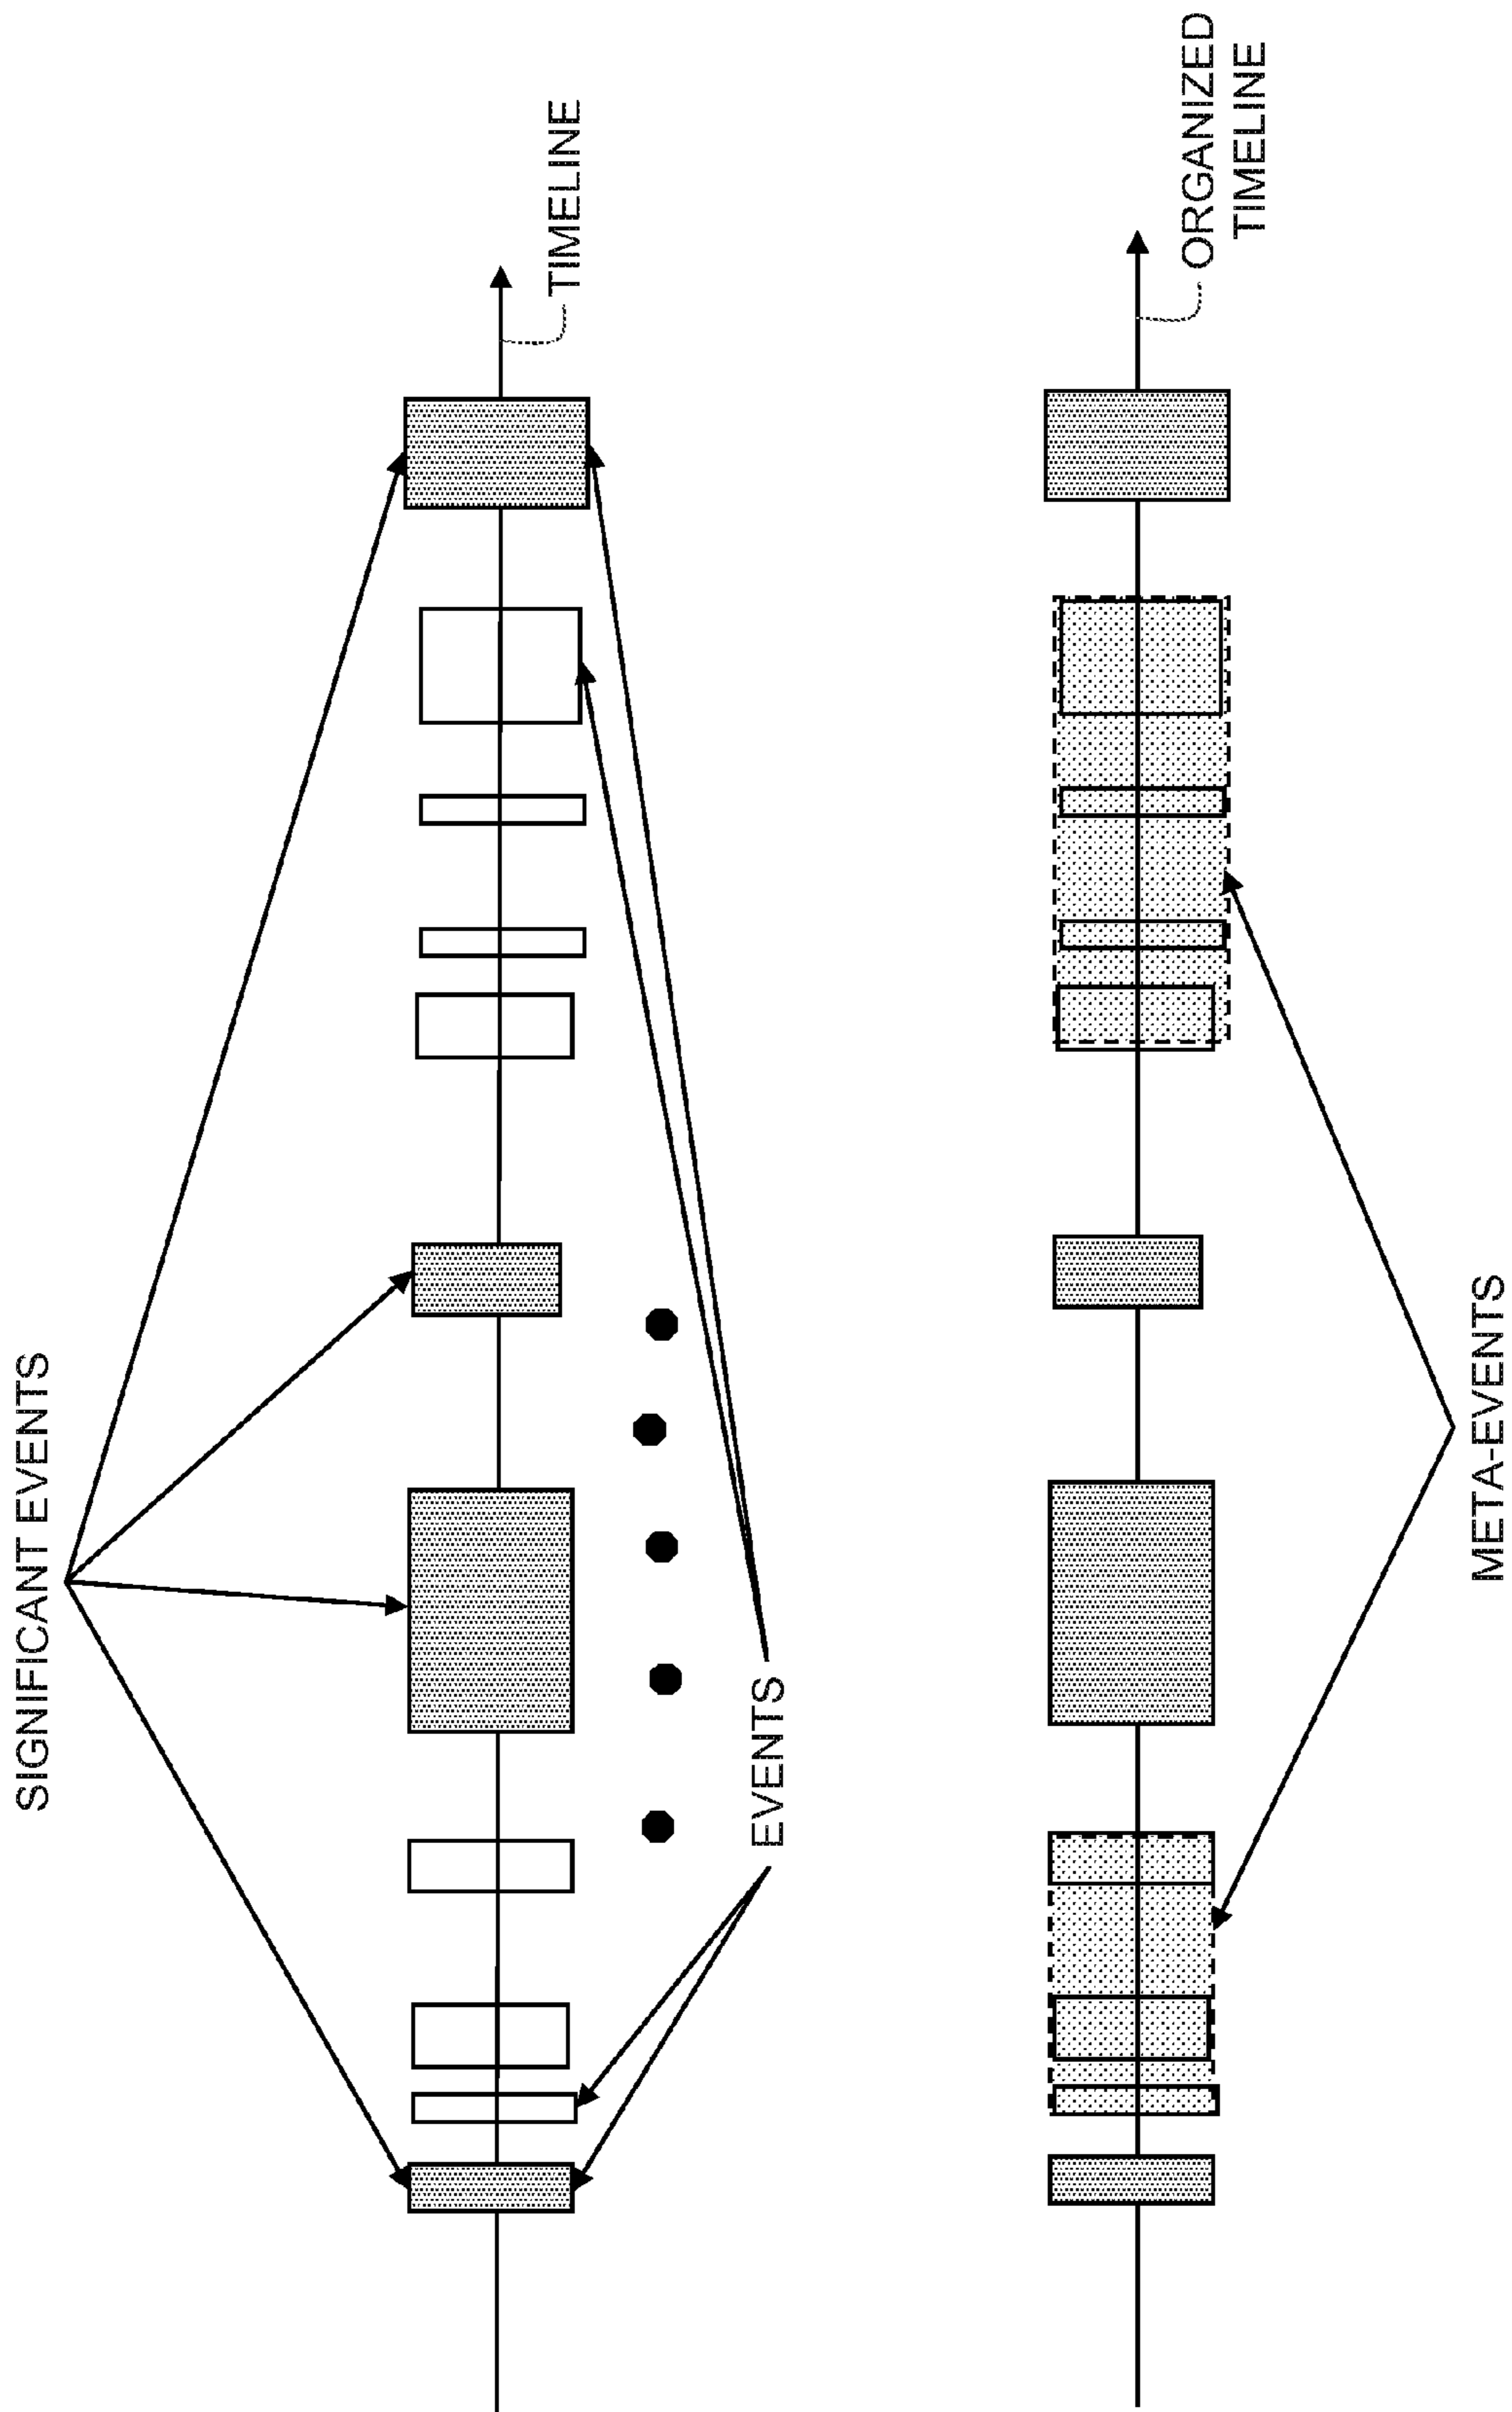 SIGNIFICANT EVENTS
TIMELINE
EVENTS
ORGANIZED
TIMELINE
META-EVENTS